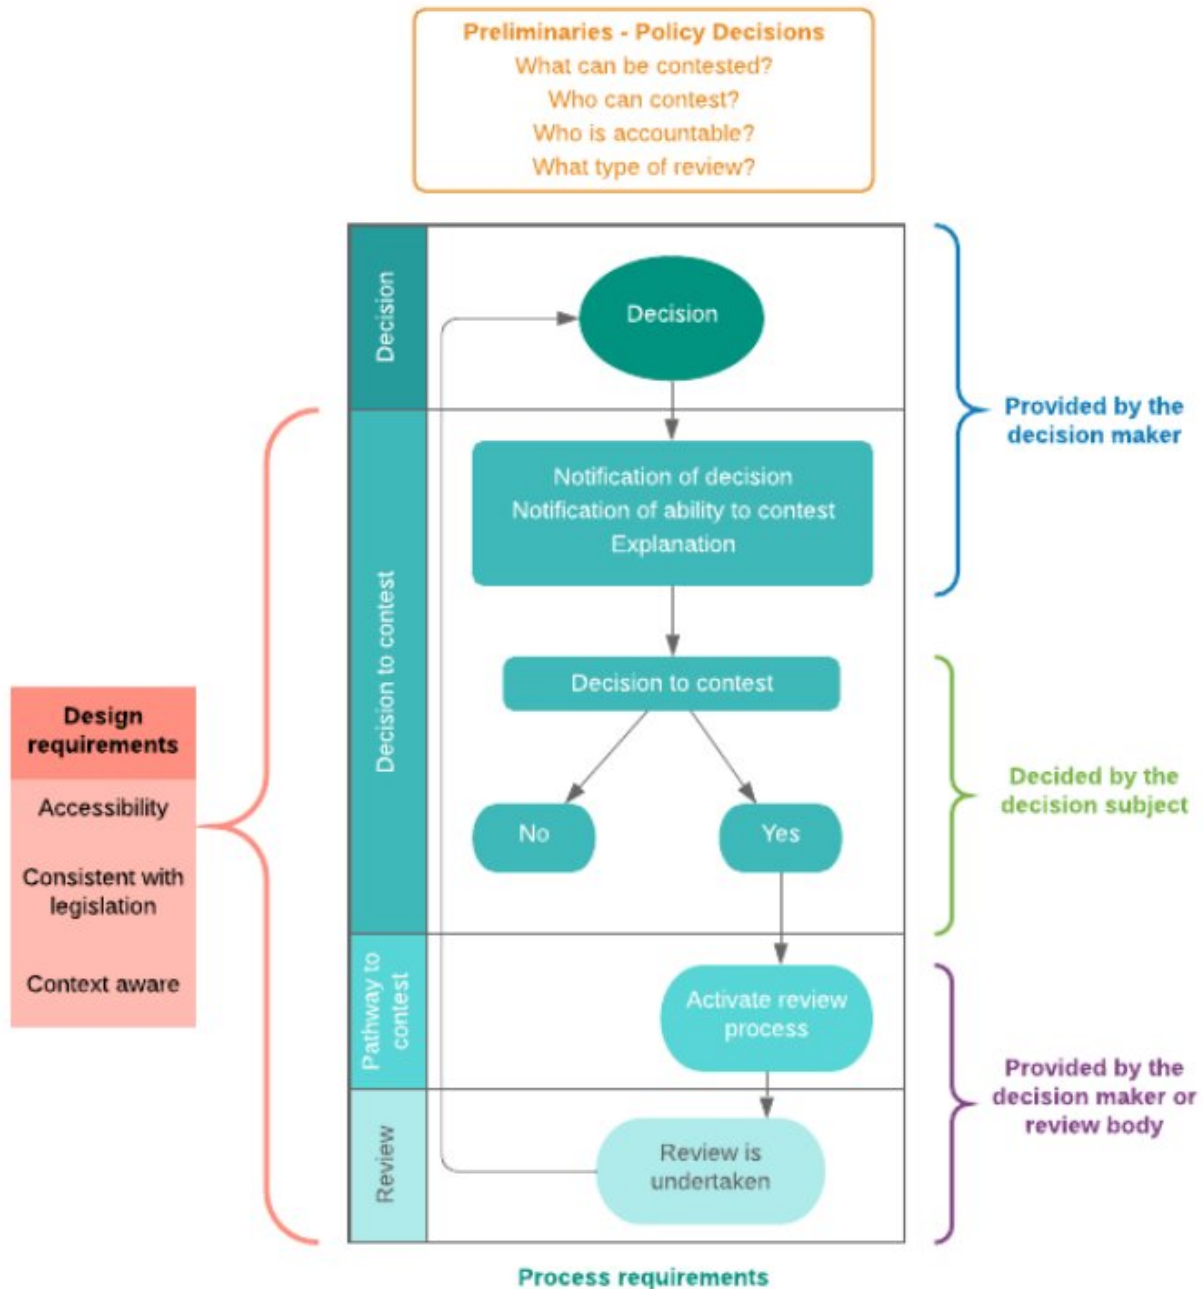 Preliminaries - Policy Decisions
What can be contested?
Who can contest?
Who is accountable?
What type of review?
Decision
Decision
Provided by the
decision maker
Decision to contest
Notification of decision
Notification of ability to contest
Explanation
Decision to contest
No
Yes
Decided by the
decision subject
Design
requirements
Accessibility
Consistent with
legislation
Context aware
Pathway to
contest
Activate review
process
Provided by the
decision maker or
review body
Review
Review is
undertaken
Process requirements